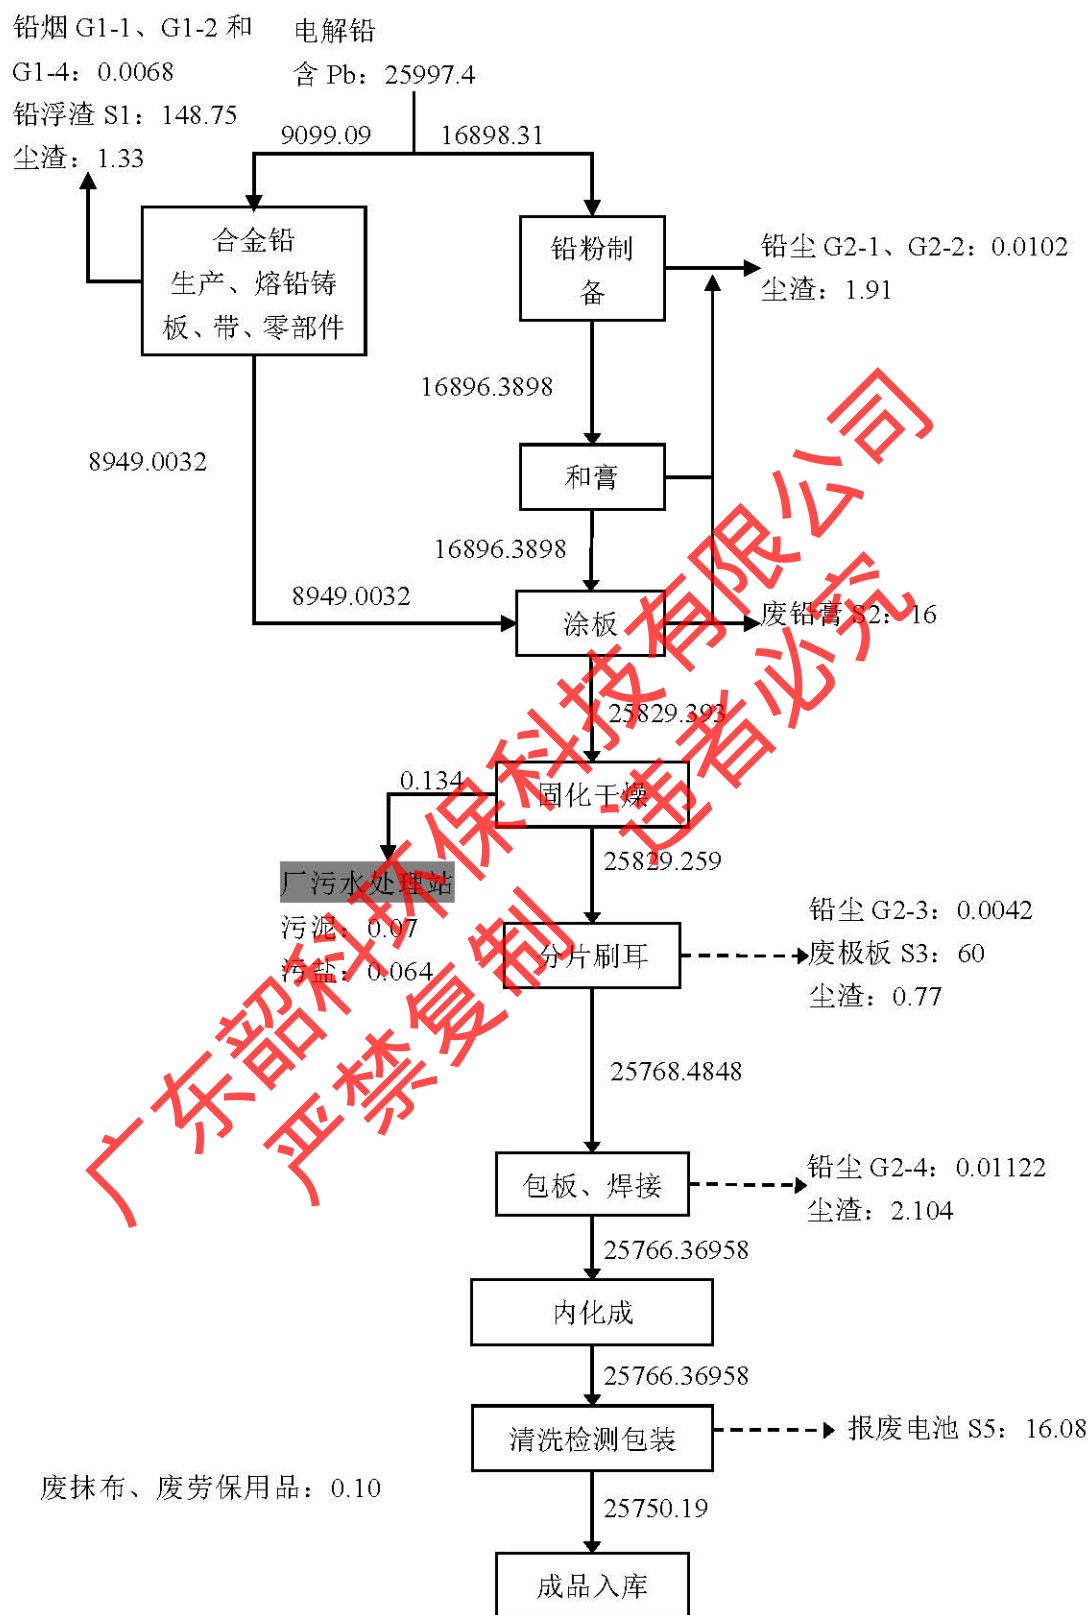 铅烟 G1-1、G1-2 和
G1-4：0.0068
铅浮渣 S1：148.75
尘渣：1.33
电解铅
含 Pb：25997.4
9099.09
16898.31
合金铅
生产、熔铅铸
板、带、零部件
铅粉制
备
铅尘 G2-1、G2-2：0.0102
尘渣：1.91
16896.3898
8949.0032
和膏
16896.3898
8949.0032
涂板
废铅膏 S2：16
25829.393
0.134
固化干燥
25829.259
厂污水处理站
污泥：0.07
污盐：0.064
分片刷耳
铅尘 G2-3：0.0042
废极板 S3：60
尘渣：0.77
25768.4848
包板、焊接
铅尘 G2-4：0.01122
尘渣：2.104
25766.36958
内化成
25766.36958
清洗检测包装
报废电池 S5：16.08
废抹布、废劳保用品：0.10
25750.19
成品入库
广东韶科环保科技有限公司
严禁复制 违者必究